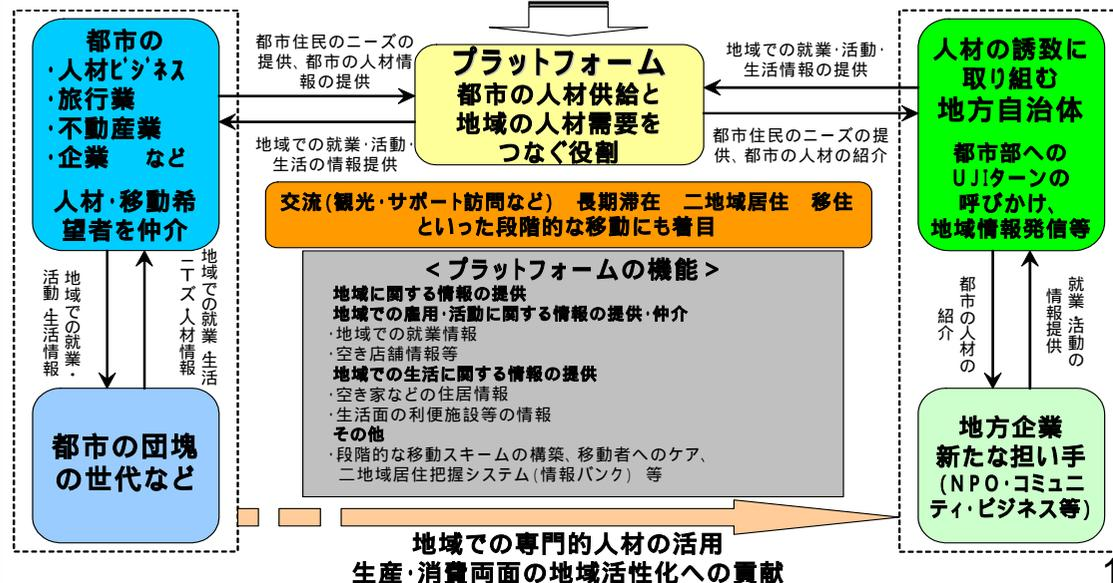 都市の
・人材ﾋﾞｼﾞﾈｽ
・旅行業
・不動産業
・企業　など
人材・移動希
望者を仲介
都市住民のニーズの
提供、都市の人材情
報の提供
地域での就業・活動・
生活の情報提供
プラットフォーム
都市の人材供給と
地域の人材需要を
つなぐ役割
地域での就業・活動・
生活情報の提供
都市住民のニーズの提
供、都市の人材の紹介
人材の誘致に
取り組む
地方自治体
都市部への
ＵＪＩターンの
呼びかけ、
地域情報発信等
交流(観光・サポート訪問など)　長期滞在　二地域居住　移住
といった段階的な移動にも着目
＜プラットフォームの機能＞
地域に関する情報の提供
地域での雇用・活動に関する情報の提供・仲介
・地域での就業情報
・空き店舗情報等
地域での生活に関する情報の提供
・空き家などの住居情報
・生活面の利便施設等の情報
その他
・段階的な移動スキームの構築、移動者へのケア、
二地域居住把握システム(情報バンク)　等
地域での就業・
活動 生活情報
地域での就業 生活
ニーズ 人材情報
都市の人材の
紹介
就業 活動の
情報提供
都市の団塊
の世代など
地方企業
新たな担い手
(ＮＰＯ・コミュニ
ティ・ビジネス等)
地域での専門的人材の活用
生産・消費両面の地域活性化への貢献